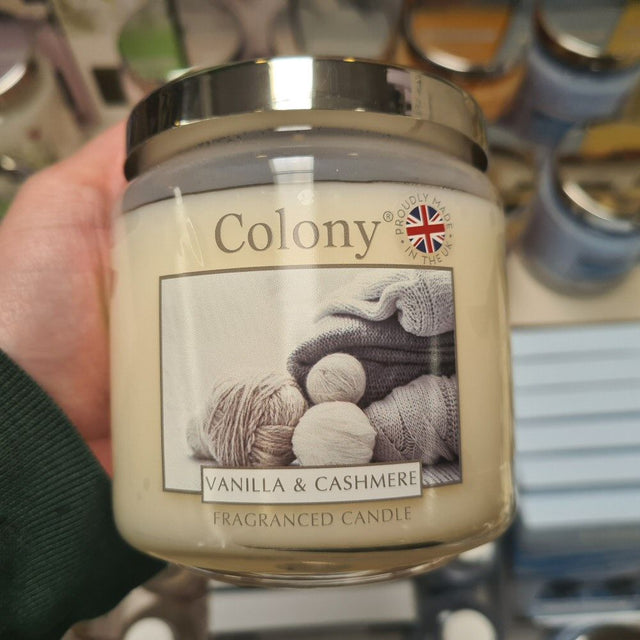 Colony®
PROUDLY MADE
• IN THE UK •
VANILLA & CASHMERE
FRAGRANCED CANDLE